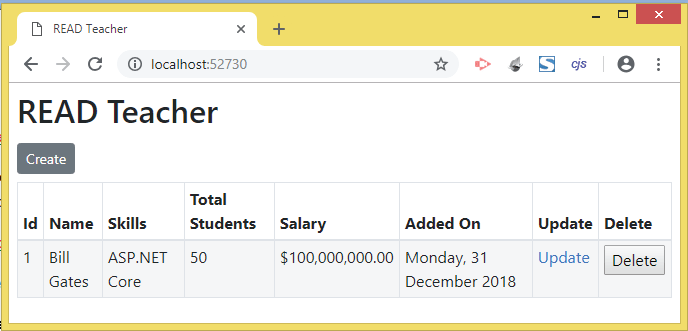 READ Teacher
localhost:52730
cjs
READ Teacher
Create
Id Name Skills Total Students Salary Added On Update Delete
1 Bill Gates ASP.NET Core 50 $100,000,000.00 Monday, 31 December 2018 Update Delete